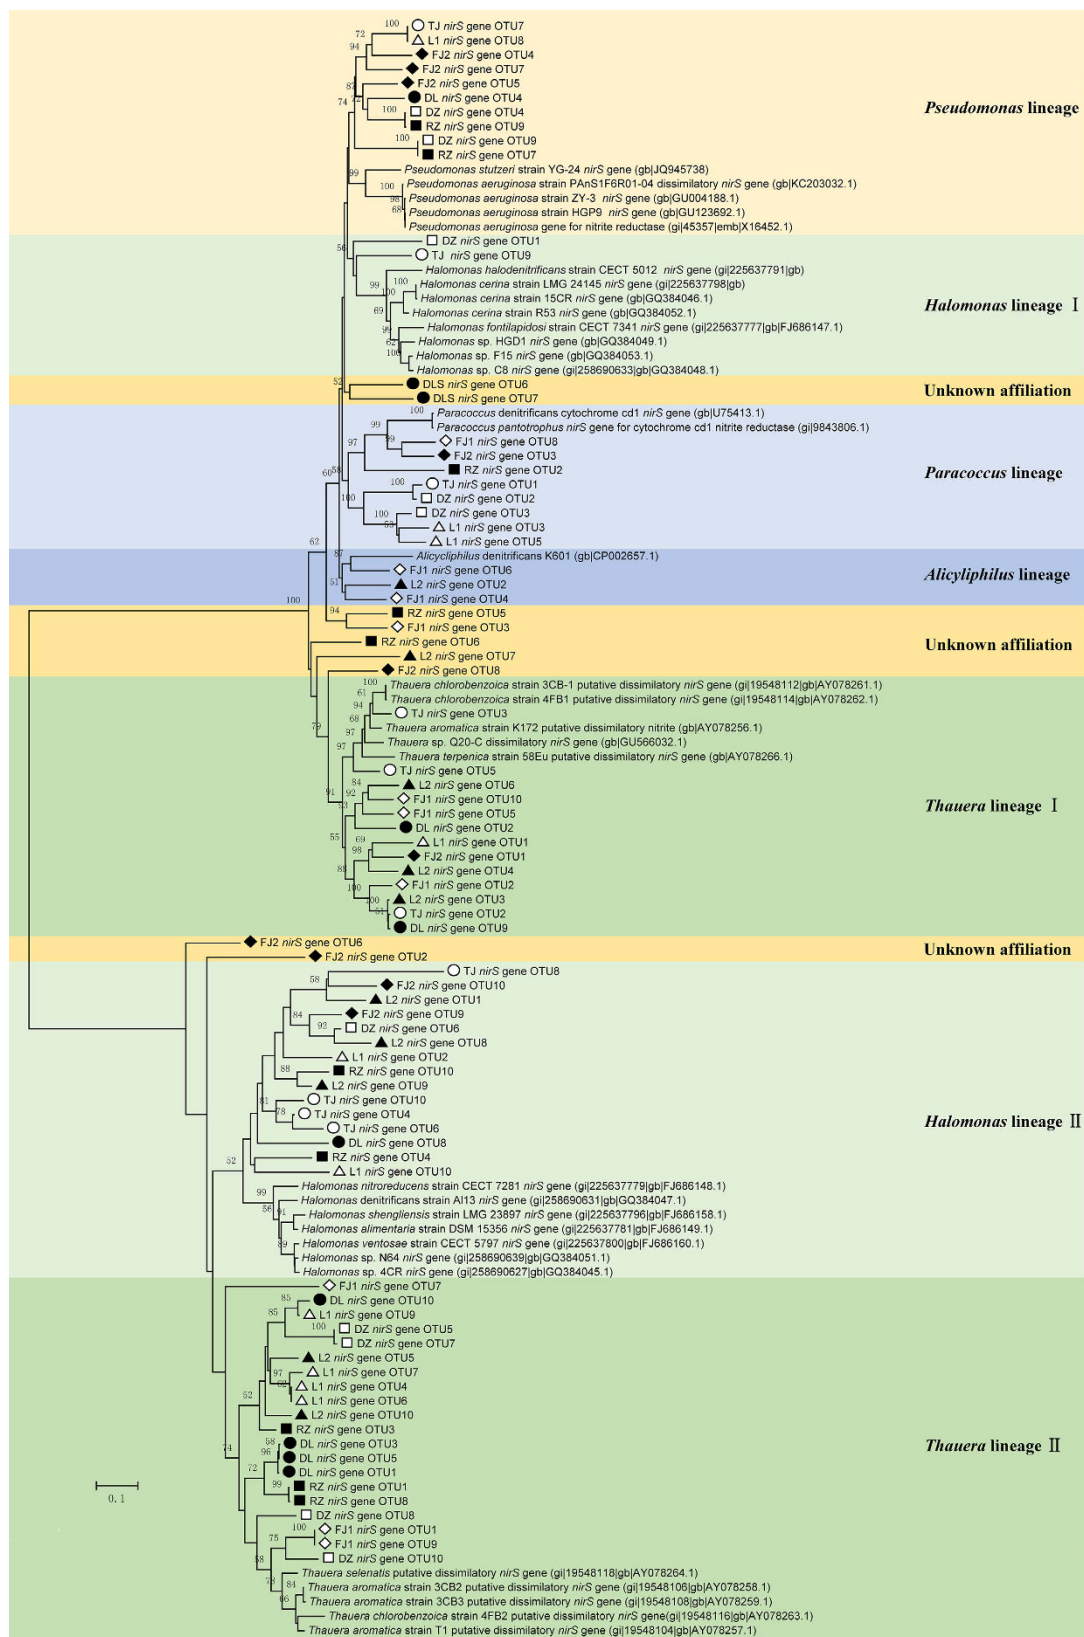 TJ nirS gene OTU7
L1 nirS gene OTU8
FJ2 nirS gene OTU4
FJ2 nirS gene OTU7
FJ2 nirS gene OTU5
DL nirS gene OTU4
DZ nirS gene OTU4
RZ nirS gene OTU9
DZ nirS gene OTU9
RZ nirS gene OTU7
Pseudomonas stutzeri strain YG-24 nirS gene (gb|JQ945738)
Pseudomonas aeruginosa strain PAnS1F6R01-04 dissimilatory nirS gene (gb|KC203032.1)
Pseudomonas aeruginosa strain ZY-3 nirS gene (gb|GU004188.1)
Pseudomonas aeruginosa strain HGP9 nirS gene (gb|GU123692.1)
Pseudomonas aeruginosa gene for nitrite reductase (gi|45357|emb|X16452.1)
Pseudomonas lineage
DZ nirS gene OTU1
TJ nirS gene OTU9
Halomonas halodenitrificans strain CECT 5012 nirS gene (gi|225637791|gb)
Halomonas cerina strain LMG 24145 nirS gene (gi|225637798|gb)
Halomonas cerina strain 15CR nirS gene (gb|GQ384046.1)
Halomonas cerina strain R53 nirS gene (gb|GQ384052.1)
Halomonas fontilapidosi strain CECT 7341 nirS gene (gi|225637777|gb|FJ686147.1)
Halomonas sp. HGD1 nirS gene (gb|GQ384049.1)
Halomonas sp. F15 nirS gene (gb|GQ384053.1)
Halomonas sp. C8 nirS gene (gi|258690633|gb|GQ384048.1)
Halomonas lineage Ⅰ
DLS nirS gene OTU6
DLS nirS gene OTU7
Unknown affiliation
Paracoccus denitrificans cytochrome cd1 nirS gene (gb|U75413.1)
Paracoccus pantotrophus nirS gene for cytochrome cd1 nitrite reductase (gi|9843806.1)
FJ1 nirS gene OTU8
FJ2 nirS gene OTU3
RZ nirS gene OTU2
TJ nirS gene OTU1
DZ nirS gene OTU2
DZ nirS gene OTU3
L1 nirS gene OTU3
L1 nirS gene OTU5
Paracoccus lineage
Alicycliphilus denitrificans K601 (gb|CP002657.1)
FJ1 nirS gene OTU6
L2 nirS gene OTU2
FJ1 nirS gene OTU4
Alicyliphilus lineage
RZ nirS gene OTU5
FJ1 nirS gene OTU3
RZ nirS gene OTU6
L2 nirS gene OTU7
FJ2 nirS gene OTU8
Unknown affiliation
Thauera chlorobenzoica strain 3CB-1 putative dissimilatory nirS gene (gi|19548112|gb|AY078261.1)
Thauera chlorobenzoica strain 4FB1 putative dissimilatory nirS gene (gi|19548114|gb|AY078262.1)
TJ nirS gene OTU3
Thauera aromatica strain K172 putative dissimilatory nitrite (gb|AY078256.1)
Thauera sp. Q20-C dissimilatory nirS gene (gb|GU566032.1)
Thauera terpenica strain 58Eu putative dissimilatory nirS gene (gb|AY078266.1)
TJ nirS gene OTU5
L2 nirS gene OTU6
FJ1 nirS gene OTU10
FJ1 nirS gene OTU5
DL nirS gene OTU2
L1 nirS gene OTU1
FJ2 nirS gene OTU1
L2 nirS gene OTU4
FJ1 nirS gene OTU2
L2 nirS gene OTU3
TJ nirS gene OTU2
DL nirS gene OTU9
Thauera lineage Ⅰ
FJ2 nirS gene OTU6
FJ2 nirS gene OTU2
Unknown affiliation
TJ nirS gene OTU8
FJ2 nirS gene OTU10
L2 nirS gene OTU1
FJ2 nirS gene OTU9
DZ nirS gene OTU6
L2 nirS gene OTU8
L1 nirS gene OTU2
RZ nirS gene OTU10
L2 nirS gene OTU9
TJ nirS gene OTU10
TJ nirS gene OTU4
TJ nirS gene OTU6
DL nirS gene OTU8
RZ nirS gene OTU4
L1 nirS gene OTU10
Halomonas nitroreducens strain CECT 7281 nirS gene (gi|225637779|gb|FJ686148.1)
Halomonas denitrificans strain AI13 nirS gene (gi|258690631|gb|GQ384047.1)
Halomonas shengliensis strain LMG 23897 nirS gene (gi|225637796|gb|FJ686158.1)
Halomonas alimentaria strain DSM 15356 nirS gene (gi|225637781|gb|FJ686149.1)
Halomonas ventosae strain CECT 5797 nirS gene (gi|225637800|gb|FJ686160.1)
Halomonas sp. N64 nirS gene (gi|258690639|gb|GQ384051.1)
Halomonas sp. 4CR nirS gene (gi|258690627|gb|GQ384045.1)
Halomonas lineage Ⅱ
FJ1 nirS gene OTU7
DL nirS gene OTU10
L1 nirS gene OTU9
DZ nirS gene OTU5
DZ nirS gene OTU7
L2 nirS gene OTU5
L1 nirS gene OTU7
L1 nirS gene OTU4
L1 nirS gene OTU6
L2 nirS gene OTU10
RZ nirS gene OTU3
DL nirS gene OTU3
DL nirS gene OTU5
DL nirS gene OTU1
RZ nirS gene OTU1
RZ nirS gene OTU8
DZ nirS gene OTU8
FJ1 nirS gene OTU1
FJ1 nirS gene OTU9
DZ nirS gene OTU10
Thauera selenatis putative dissimilatory nirS gene (gi|19548118|gb|AY078264.1)
Thauera aromatica strain 3CB2 putative dissimilatory nirS gene (gi|19548106|gb|AY078258.1)
Thauera aromatica strain 3CB3 putative dissimilatory nirS gene (gi|19548108|gb|AY078259.1)
Thauera chlorobenzoica strain 4FB2 putative dissimilatory nirS gene(gi|19548116|gb|AY078263.1)
Thauera aromatica strain T1 putative dissimilatory nirS gene (gi|19548104|gb|AY078257.1)
Thauera lineage Ⅱ
0.1